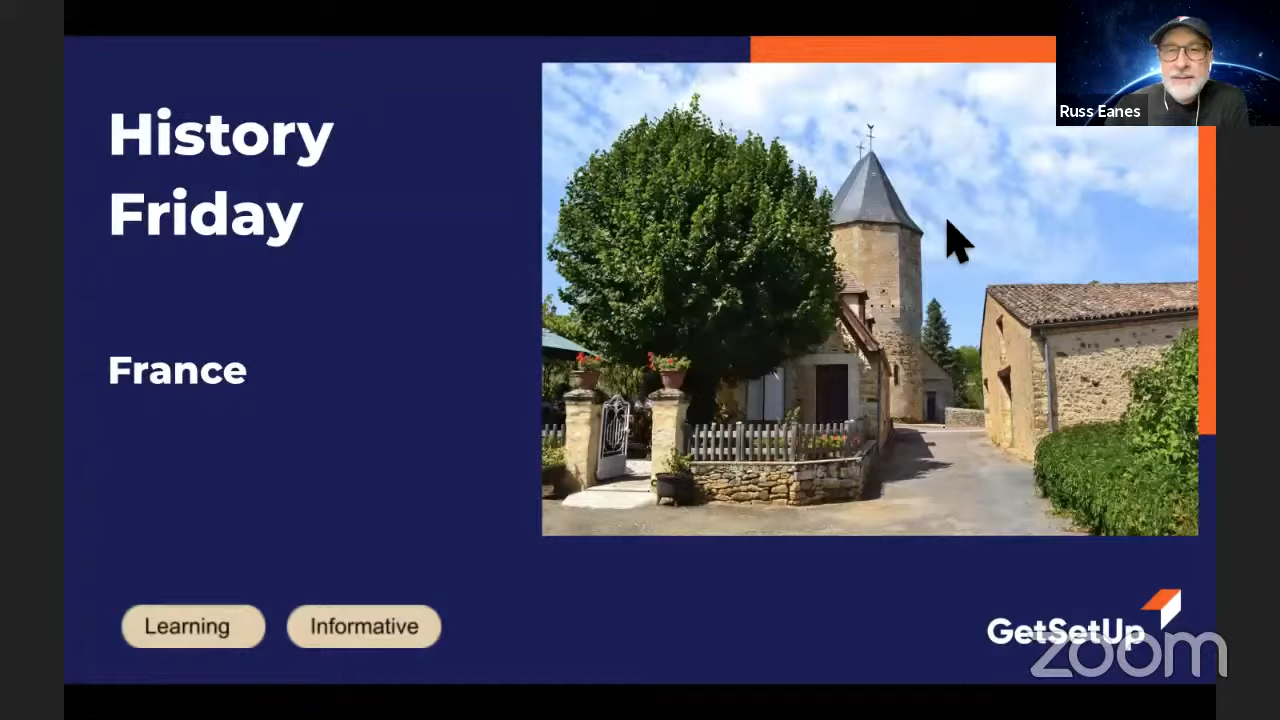 History
Friday
France
Russ Eanes
Learning
Informative
GetSetUp
zoom